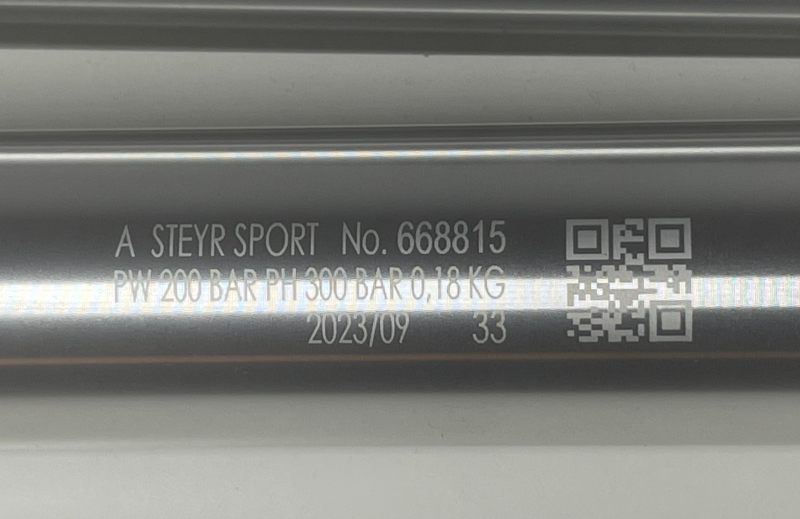 A STEYR SPORT No. 668815
PW 200 BAR PH 300 BAR 0,18 KG
2023/09 33